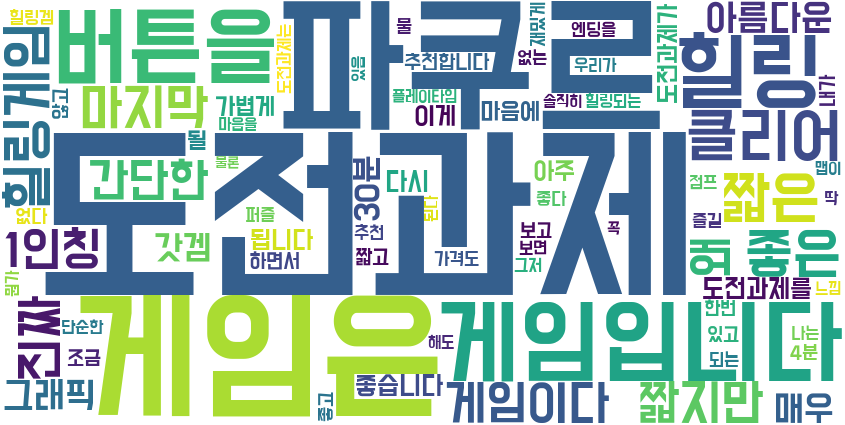 힐링겜
버튼을
도전과제는
파쿠르
물
없는
재밌게
엔딩을
도전과제가
아름다운
힐링게임
않고
마지막
가볍게
마음을
있음
추천합니다
우리가
플레이타임
이게
마음에
솔직히
힐링되는
힐링
내가
될
클리어
도전과제
물론
간단한
30분
다시
아주
좋다
점프
맵이
짧은
딱
없다
1인칭
갓겜
퍼즐
됩니다
하면서
추천
짧고
가격도
보고
보면
그저
꼭
즐길
왜
좋은
뭔가
진짜
단순한
조금
게임은
게임입니다
도전과제를
느낌
한번
있고
되는
나는
4분
해도
그래픽
좋고
좋습니다
게임이다
짧지만
매우